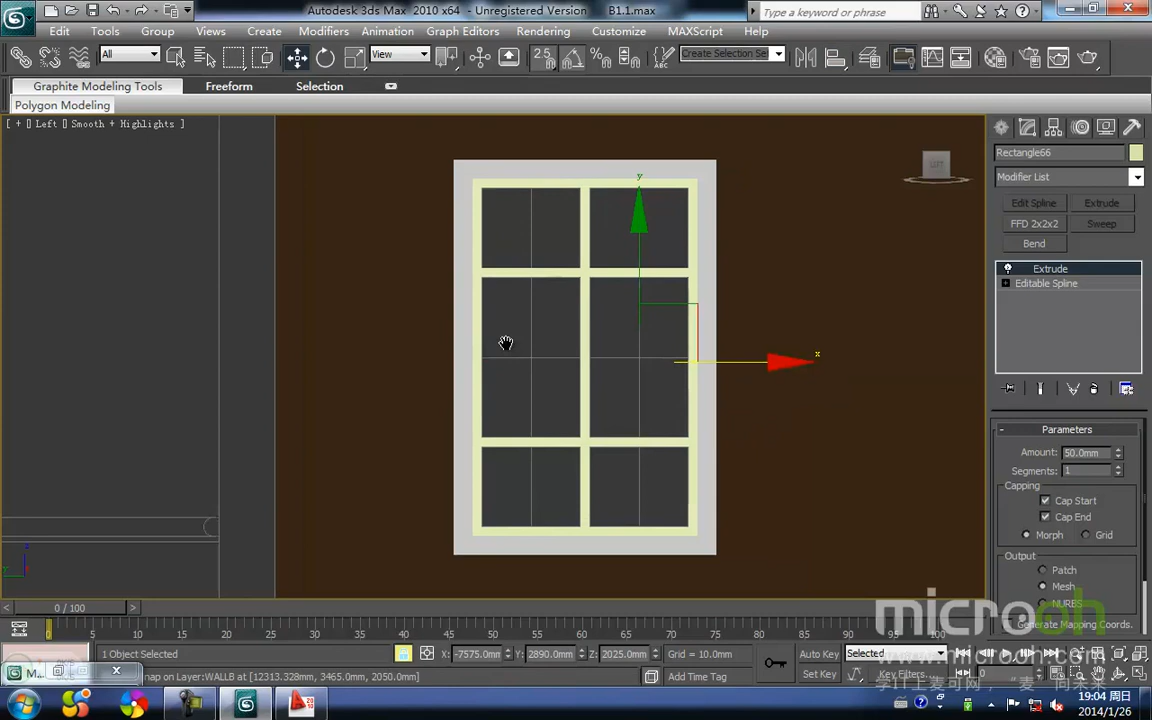 Autodesk 3ds Max 2010 x64 - Unregistered Version B1.1.max
Type a keyword or phrase
Edit Tools Group Views Create Modifiers Animation Graph Editors Rendering Customize MAXScript Help
All View 2.5 Create Selection Se
Graphite Modeling Tools Freeform Selection
Polygon Modeling
[ + [] Left [] Smooth + Highlights ]
y
x
LEFT
Rectangle66
Modifier List
Edit Spline Extrude
FFD 2x2x2 Sweep
Bend
Extrude
Editable Spline
- Parameters
Amount: 50.0mm
Segments: 1
Capping
Cap Start
Cap End
Morph Grid
Output
Patch
Mesh
NURBS
Generate Mapping Coords.
microoh
www.microoh.com
0 / 100
0 5 10 15 20 25 30 35 40 45 50 55 60 65 70 75 80 85 90 95 100
1 Object Selected X: -7575.0mm Y: 2890.0mm Z: 2025.0mm Grid = 10.0mm Auto Key Selected
M... nap on Layer:WALLB at [12313.328mm, 3465.0mm, 2050.0mm] Add Time Tag Set Key Key Filters... 0
19:04 周日
2014/1/26